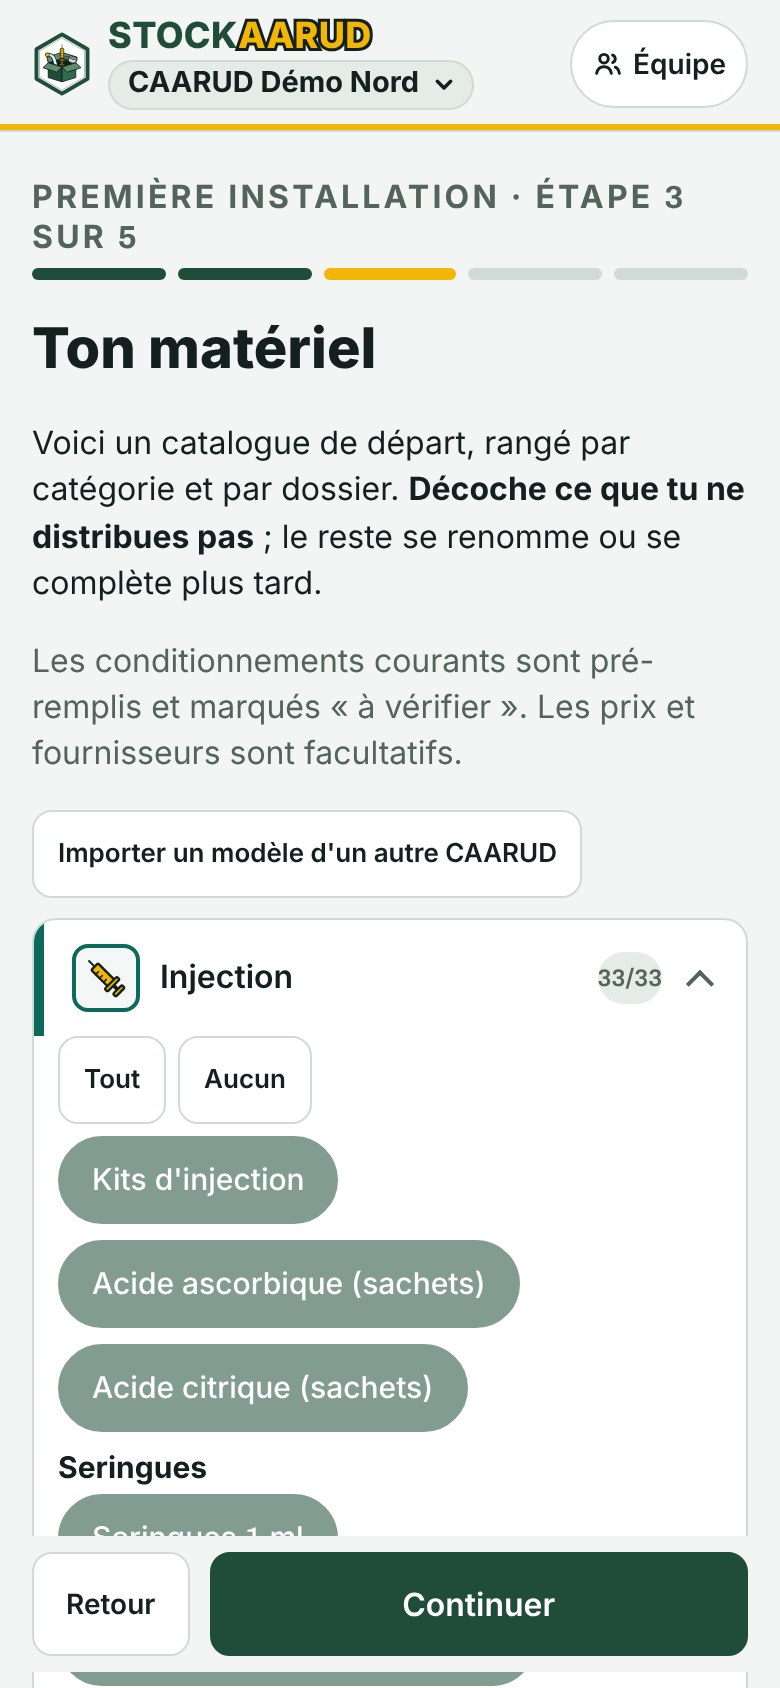 STOCKAARUD
CAARUD Démo Nord
Équipe
PREMIÈRE INSTALLATION · ÉTAPE 3
SUR 5
Ton matériel
Voici un catalogue de départ, rangé par
catégorie et par dossier. Décoche ce que tu ne
distribues pas ; le reste se renomme ou se
complète plus tard.
Les conditionnements courants sont pré-
remplis et marqués « à vérifier ». Les prix et
fournisseurs sont facultatifs.
Importer un modèle d'un autre CAARUD
Injection
33/33
Tout
Aucun
Kits d'injection
Acide ascorbique (sachets)
Acide citrique (sachets)
Seringues
Seringues 1 ml
Retour
Continuer